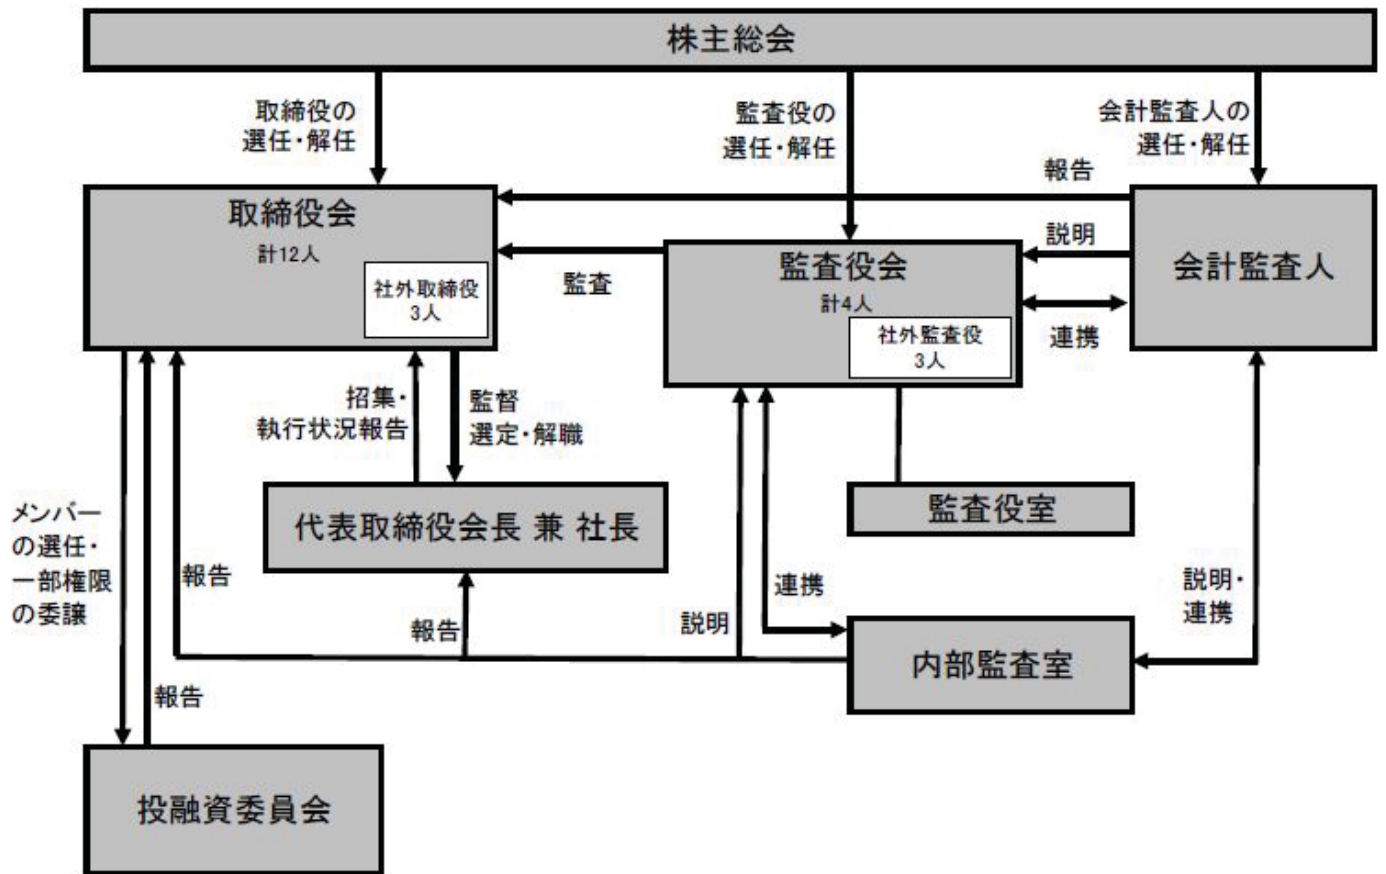 株主総会
取締役の
選任・解任
監査役の
選任・解任
会計監査人の
選任・解任
報告
取締役会
計12人
社外取締役
3人
監査
監査役会
計4人
社外監査役
3人
説明
連携
会計監査人
招集・
執行状況報告
監督
選定・解職
代表取締役会長 兼 社長
監査役室
メンバー
の選任・
一部権限
の委譲
報告
報告
説明
連携
説明・
連携
内部監査室
報告
投融資委員会